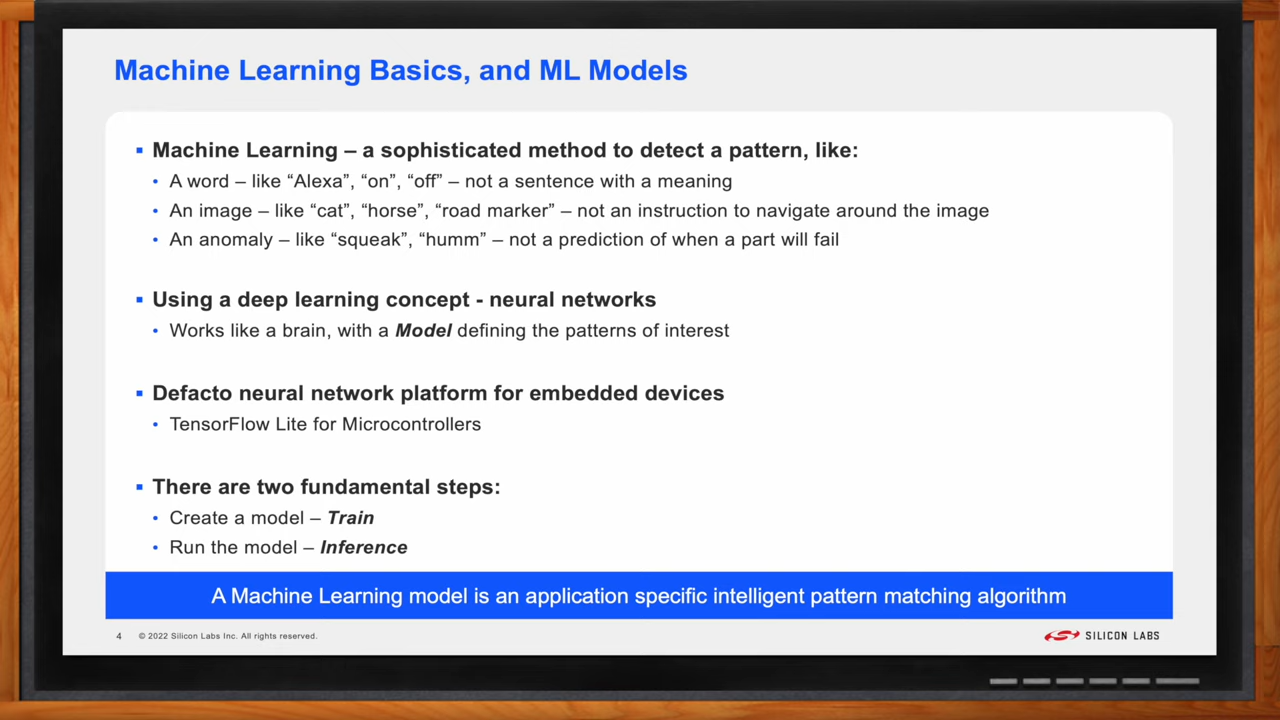 Machine Learning Basics, and ML Models
▪ Machine Learning – a sophisticated method to detect a pattern, like:
• A word – like “Alexa”, “on”, “off” – not a sentence with a meaning
• An image – like “cat”, “horse”, “road marker” – not an instruction to navigate around the image
• An anomaly – like “squeak”, “humm” – not a prediction of when a part will fail
▪ Using a deep learning concept - neural networks
• Works like a brain, with a Model defining the patterns of interest
▪ Defacto neural network platform for embedded devices
• TensorFlow Lite for Microcontrollers
▪ There are two fundamental steps:
• Create a model – Train
• Run the model – Inference
A Machine Learning model is an application specific intelligent pattern matching algorithm
4 © 2022 Silicon Labs Inc. All rights reserved.
SILICON LABS